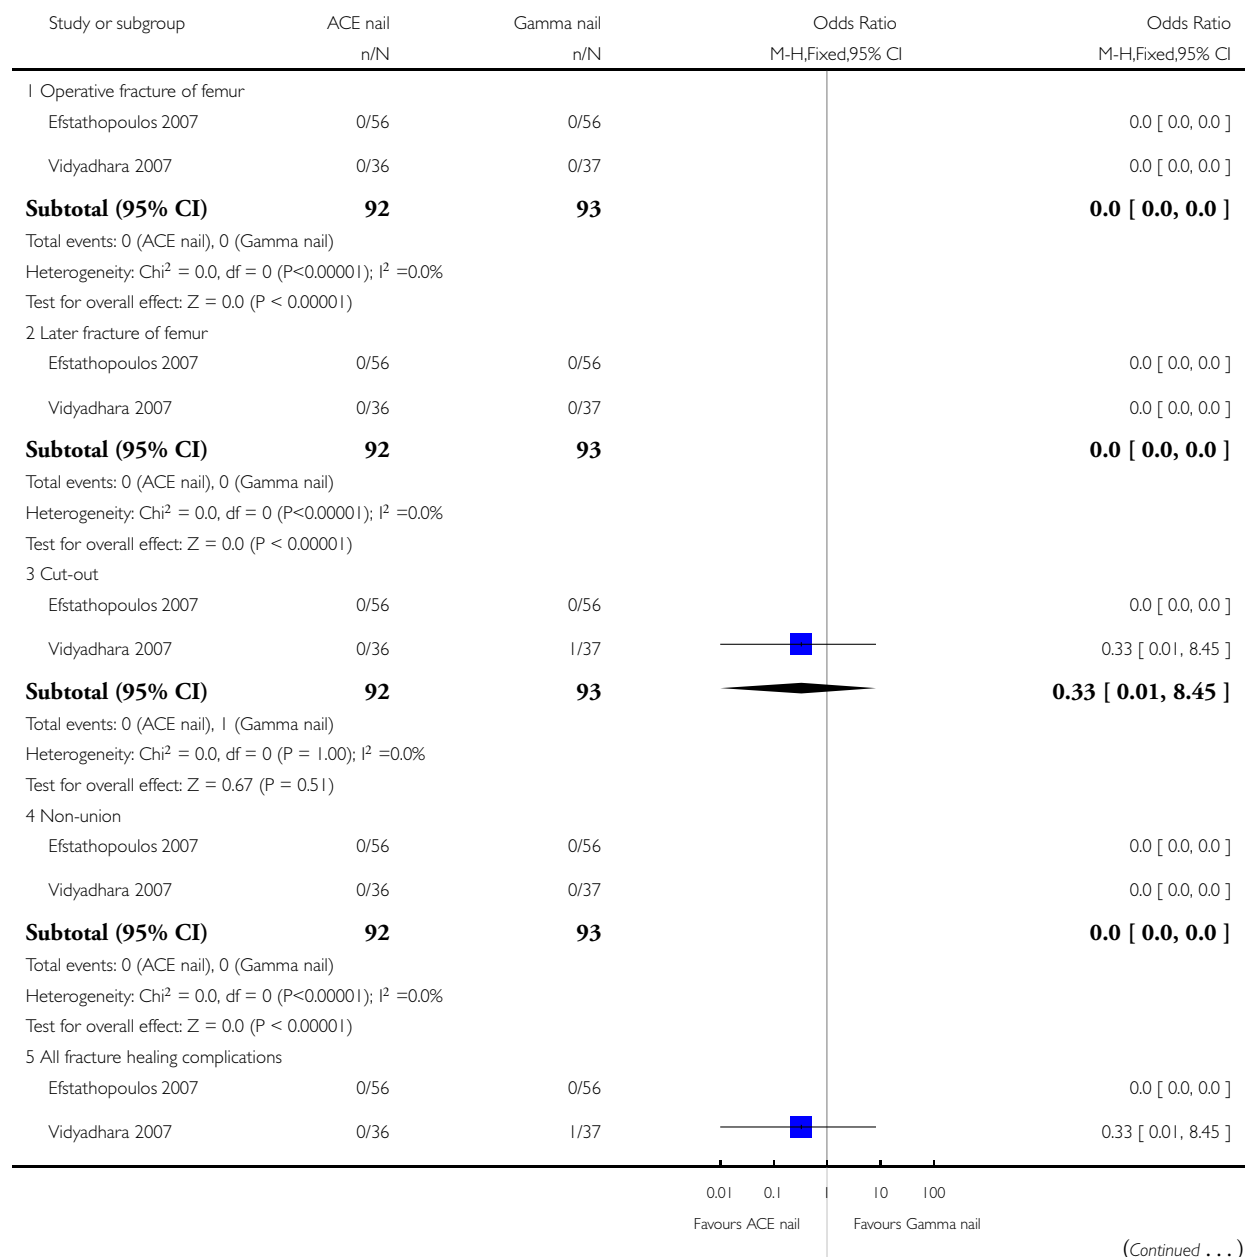 Study or subgroup ACE nail Gamma nail Odds Ratio Odds Ratio
n/N n/N M-H,Fixed,95% CI M-H,Fixed,95% CI
1 Operative fracture of femur
Efstathopoulos 2007 0/56 0/56 0.0 [ 0.0, 0.0 ]
Vidyadhara 2007 0/36 0/37 0.0 [ 0.0, 0.0 ]
Subtotal (95% CI) 92 93 0.0 [ 0.0, 0.0 ]
Total events: 0 (ACE nail), 0 (Gamma nail)
Heterogeneity: Chi² = 0.0, df = 0 (P<0.00001); I² =0.0%
Test for overall effect: Z = 0.0 (P < 0.00001)
2 Later fracture of femur
Efstathopoulos 2007 0/56 0/56 0.0 [ 0.0, 0.0 ]
Vidyadhara 2007 0/36 0/37 0.0 [ 0.0, 0.0 ]
Subtotal (95% CI) 92 93 0.0 [ 0.0, 0.0 ]
Total events: 0 (ACE nail), 0 (Gamma nail)
Heterogeneity: Chi² = 0.0, df = 0 (P<0.00001); I² =0.0%
Test for overall effect: Z = 0.0 (P < 0.00001)
3 Cut-out
Efstathopoulos 2007 0/56 0/56 0.0 [ 0.0, 0.0 ]
Vidyadhara 2007 0/36 1/37 0.33 [ 0.01, 8.45 ]
Subtotal (95% CI) 92 93 0.33 [ 0.01, 8.45 ]
Total events: 0 (ACE nail), 1 (Gamma nail)
Heterogeneity: Chi² = 0.0, df = 0 (P = 1.00); I² =0.0%
Test for overall effect: Z = 0.67 (P = 0.51)
4 Non-union
Efstathopoulos 2007 0/56 0/56 0.0 [ 0.0, 0.0 ]
Vidyadhara 2007 0/36 0/37 0.0 [ 0.0, 0.0 ]
Subtotal (95% CI) 92 93 0.0 [ 0.0, 0.0 ]
Total events: 0 (ACE nail), 0 (Gamma nail)
Heterogeneity: Chi² = 0.0, df = 0 (P<0.00001); I² =0.0%
Test for overall effect: Z = 0.0 (P < 0.00001)
5 All fracture healing complications
Efstathopoulos 2007 0/56 0/56 0.0 [ 0.0, 0.0 ]
Vidyadhara 2007 0/36 1/37 0.33 [ 0.01, 8.45 ]
0.01 0.1 1 10 100
Favours ACE nail Favours Gamma nail
(Continued . . . )